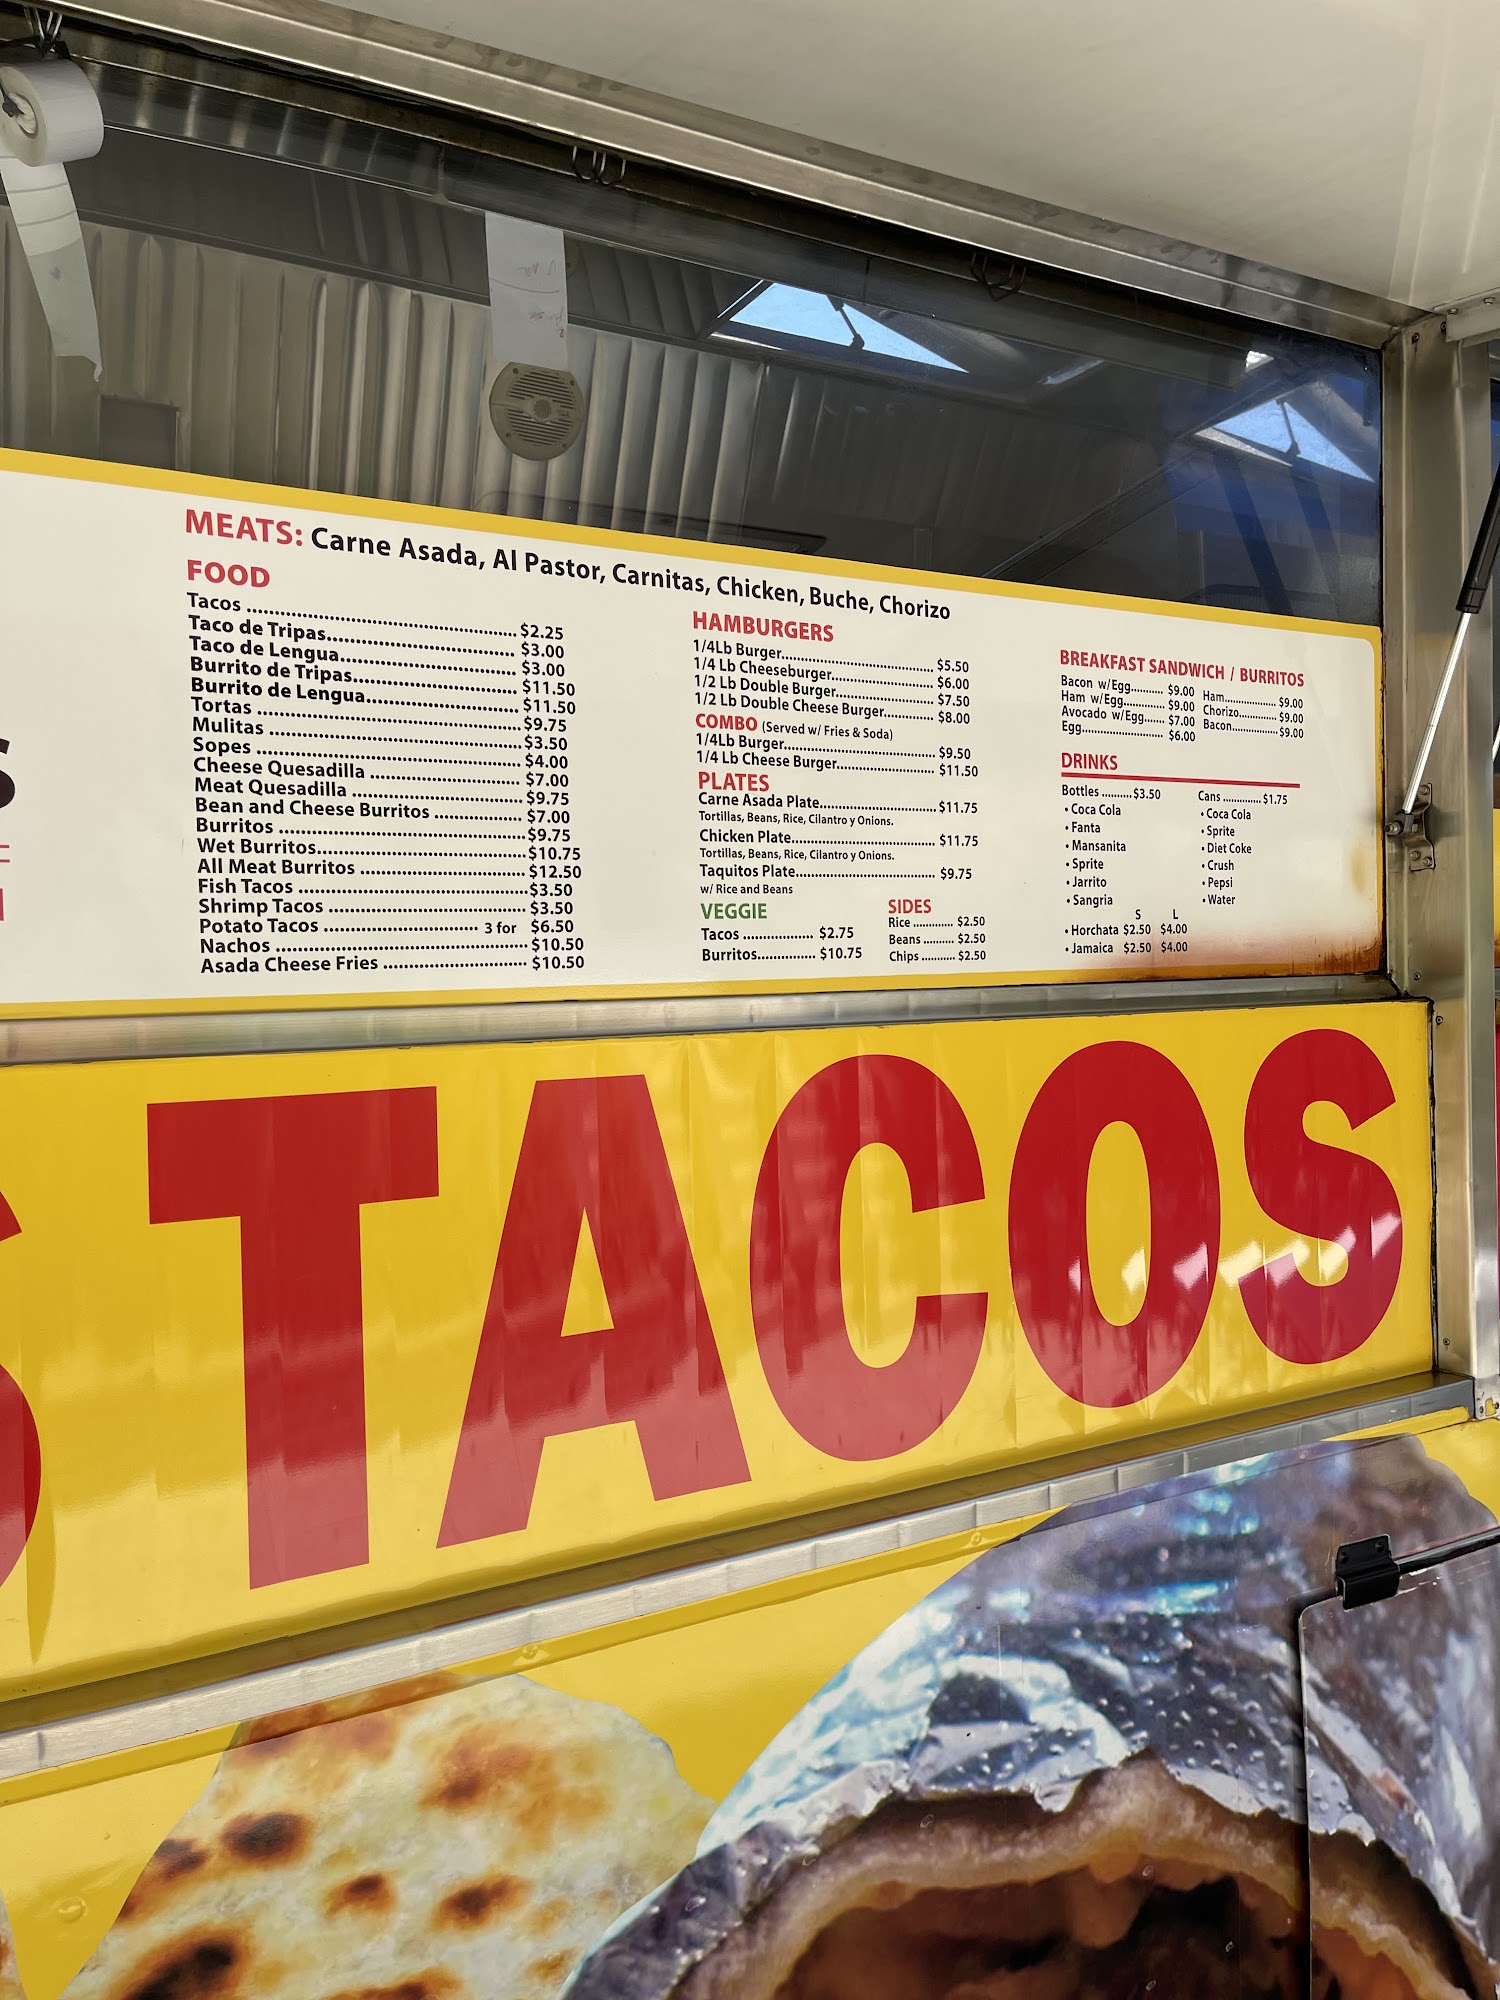 MEATS: Carne Asada, Al Pastor, Carnitas, Chicken, Buche, Chorizo
FOOD
Tacos ........ $2.25
Taco de Tripas........ $3.00
Taco de Lengua........ $3.00
Burrito de Tripas........ $11.50
Burrito de Lengua........ $11.50
Tortas ........ $9.75
Mulitas ........ $3.50
Sopes ........ $4.00
Cheese Quesadilla ........ $7.00
Meat Quesadilla ........ $9.75
Bean and Cheese Burritos ........ $7.00
Burritos ........ $9.75
Wet Burritos........ $10.75
All Meat Burritos ........ $12.50
Fish Tacos ........ $3.50
Shrimp Tacos ........ $3.50
Potato Tacos ........ 3 for $6.50
Nachos ........ $10.50
Asada Cheese Fries ........ $10.50
HAMBURGERS
1/4Lb Burger........ $5.50
1/4 Lb Cheeseburger........ $6.00
1/2 Lb Double Burger........ $7.50
1/2 Lb Double Cheese Burger........ $8.00
COMBO (Served w/ Fries & Soda)
1/4Lb Burger........ $9.50
1/4 Lb Cheese Burger........ $11.50
PLATES
Carne Asada Plate........ $11.75
Tortillas, Beans, Rice, Cilantro y Onions.
Chicken Plate........ $11.75
Tortillas, Beans, Rice, Cilantro y Onions.
Taquitos Plate........ $9.75
w/ Rice and Beans
VEGGIE
Tacos ........ $2.75
Burritos........ $10.75
SIDES
Rice ........ $2.50
Beans ........ $2.50
Chips ........ $2.50
BREAKFAST SANDWICH / BURRITOS
Bacon w/Egg........ $9.00
Ham w/Egg........ $9.00
Avocado w/Egg........ $7.00
Egg........ $6.00
Ham........ $9.00
Chorizo........ $9.00
Bacon........ $9.00
DRINKS
Bottles ........ $3.50
• Coca Cola
• Fanta
• Mansanita
• Sprite
• Jarrito
• Sangria
S L
• Horchata $2.50 $4.00
• Jamaica $2.50 $4.00
Cans ........ $1.75
• Coca Cola
• Sprite
• Diet Coke
• Crush
• Pepsi
• Water
TACOS